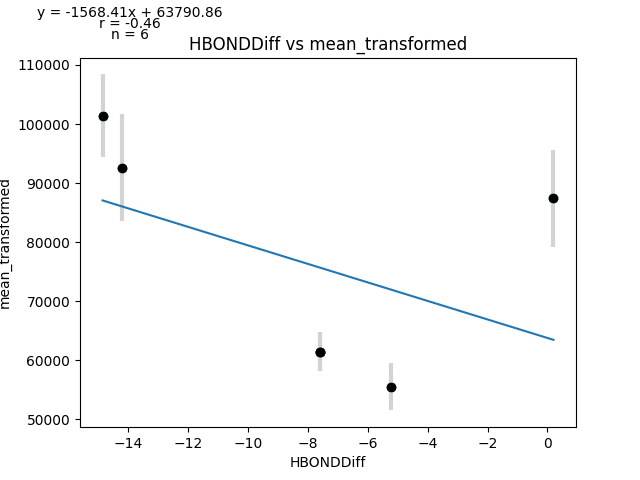 y = -1568.41x + 63790.86
r = -0.46
n = 6
HBONDDiff vs mean_transformed
110000
100000
90000
80000
70000
60000
50000
mean_transformed
−14
−12
−10
−8
−6
−4
−2
0
HBONDDiff